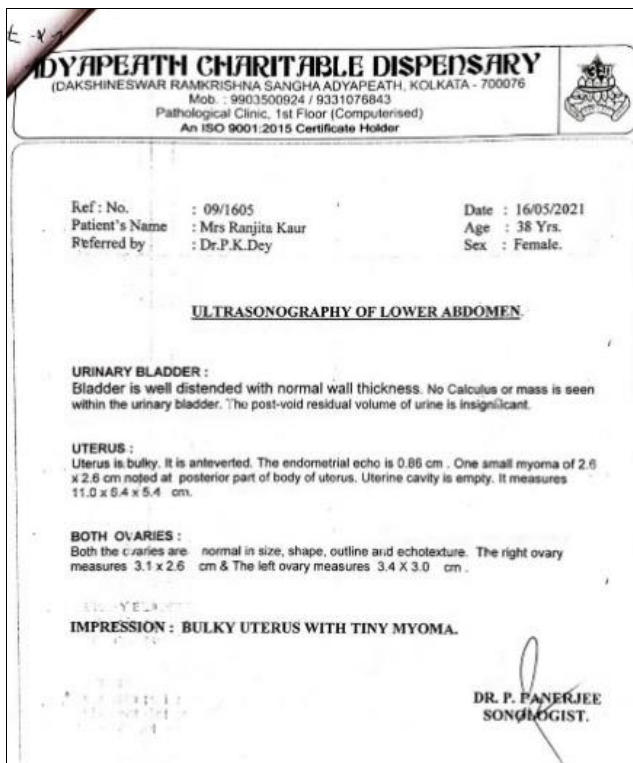 ADYAPEATH CHARITABLE DISPENSARY
(DAKSHINESWAR RAMKRISHNA SANGHA ADYAPEATH, KOLKATA - 700076
Mob. : 9903500924 / 9331076843
Pathological Clinic, 1st Floor (Computerised)
An ISO 9001:2015 Certificate Holder
Ref : No. : 09/1605 Date : 16/05/2021
Patient's Name : Mrs Ranjita Kaur Age : 38 Yrs.
Referred by : Dr.P.K.Dey Sex : Female.
ULTRASONOGRAPHY OF LOWER ABDOMEN.
URINARY BLADDER :
Bladder is well distended with normal wall thickness. No Calculus or mass is seen
within the urinary bladder. The post-void residual volume of urine is insignificant.
UTERUS :
Uterus is bulky. It is anteverted. The endometrial echo is 0.86 cm . One small myoma of 2.6
x 2.6 cm noted at posterior part of body of uterus. Uterine cavity is empty. It measures
11.0 x 6.4 x 5.4 cm.
BOTH OVARIES :
Both the ovaries are normal in size, shape, outline and echotexture. The right ovary
measures 3.1 x 2.6 cm & The left ovary measures 3.4 X 3.0 cm .
IMPRESSION : BULKY UTERUS WITH TINY MYOMA.
DR. P. PANERJEE
SONOLOGIST.